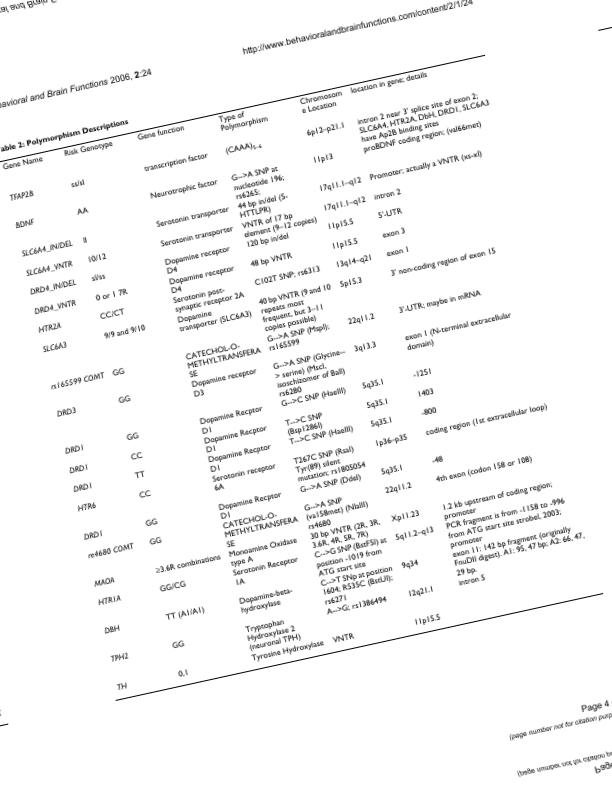 http://www.behavioralandbrainfunctions.com/content/2/1/24
avioral and Brain Functions 2006, 2:24
able 2: Polymorphism Descriptions
Gene Name Risk Genotype Gene function Type of Polymorphism Chromosome Location location in gene; details
TFAP2B ss/sl transcription factor (CAAA)₅₋₆ 6p12–p21.1 intron 2 near 3' splice site of exon 2; SLC6A4, HTR2A, DbH, DRD1, SLC6A3 have Ap2B binding sites
BDNF AA Neurotrophic factor G-->A SNP at nucleotide 196; rs6265; 11p13 proBDNF coding region; (val66met)
SLC6A4_IN/DEL ll Serotonin transporter 44 bp in/del (5-HTTLPR) 17q11.1–q12 Promoter; actually a VNTR (xs-xl)
SLC6A4_VNTR 10/12 Serotonin transporter VNTR of 17 bp element (9–12 copies) 17q11.1–q12 intron 2
DRD4_IN/DEL sl/ss Dopamine receptor D4 120 bp in/del 11p15.5 5'-UTR
DRD4_VNTR 0 or 1 7R Dopamine receptor D4 48 bp VNTR 11p15.5 exon 3
HTR2A CC/CT Serotonin post-synaptic receptor 2A C102T SNP; rs6313 13q14–q21 exon 1
SLC6A3 9/9 and 9/10 Dopamine transporter (SLC6A3) 40 bp VNTR (9 and 10 repeats most frequent, but 3–11 copies possible) 5p15.3 3' non-coding region of exon 15
rs165599 COMT GG CATECHOL-O-METHYLTRANSFERASE G-->A SNP (MspI); rs165599 22q11.2 3'-UTR; maybe in mRNA
DRD3 GG Dopamine receptor D3 G-->A SNP (Glycine--> serine) (MscI, isoschizomer of BalI) rs6280 3q13.3 exon 1 (N-terminal extracellular domain)
DRD1 GG Dopamine Recptor D1 G-->C SNP (HaeIII) 5q35.1 -1251
DRD1 CC Dopamine Recptor D1 T-->C SNP (Bsp1286I) 5q35.1 1403
DRD1 TT Dopamine Recptor D1 T-->C SNP (HaeIII) 5q35.1 -800
HTR6 CC Serotonin receptor 6A T267C SNP (RsaI) Tyr(89) silent mutation; rs1805054 1p36–p35 coding region (1st extracellular loop)
DRD1 GG Dopamine Recptor D1 G-->A SNP (DdeI) 5q35.1 -48
re4680 COMT GG CATECHOL-O-METHYLTRANSFERASE G-->A SNP (val58met) (NlaIII) rs4680 22q11.2 4th exon (codon 158 or 108)
MAOA ≥3.6R combinations Monoamine Oxidase type A 30 bp VNTR (2R, 3R, 3.6R, 4R, 5R, 7R) Xp11.23 1.2 kb upstream of coding region; promoter
HTR1A GG/CG Serotonin Receptor 1A C-->G SNP (BstF5I) at position -1019 from ATG start site 5q11.2–q13 PCR fragment is from -1158 to -996 from ATG start site strobel, 2003; promoter
DBH TT (A1/A1) Dopamine-beta-hydroxylase C-->T SNp at position 1604; R535C (BstUI); rs6271 9q34 exon 11; 142 bp fragment (originally FnuDII digest). A1: 95, 47 bp; A2: 66, 47, 29 bp.
TPH2 GG Tryptophan Hydroxylase 2 (neuronal TPH) A-->G; rs1386494 12q21.1 intron 5
TH 0,1 Tyrosine Hydroxylase VNTR 11p15.5
Page 4
(page number not for citation purp